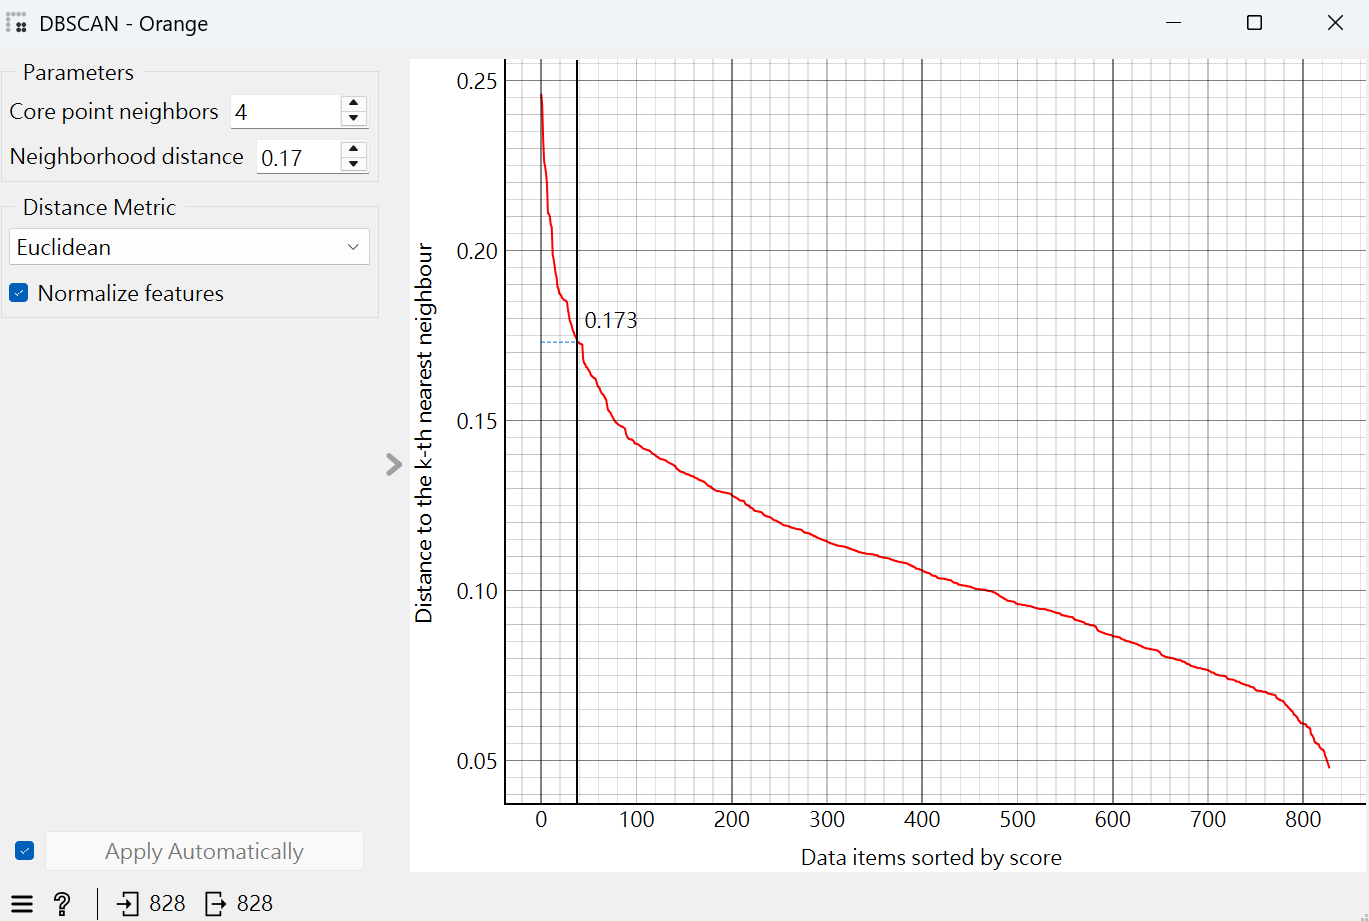 DBSCAN - Orange
Parameters
Core point neighbors 4
Neighborhood distance 0.17
Distance Metric
Euclidean
Normalize features
Apply Automatically
828 828
Distance to the k-th nearest neighbour
0.25
0.20
0.15
0.10
0.05
0.173
0 100 200 300 400 500 600 700 800
Data items sorted by score